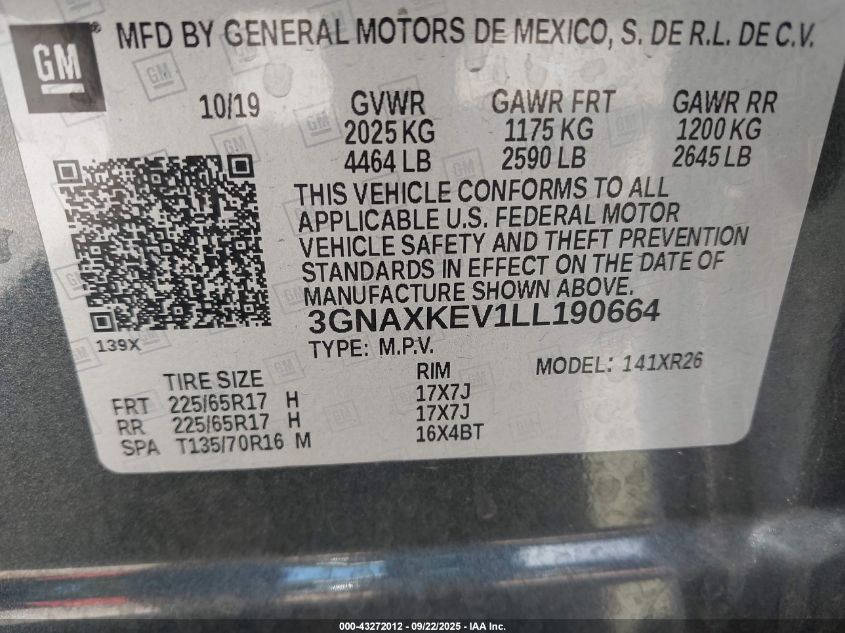 GM
MFD BY GENERAL MOTORS DE MEXICO, S. DE R.L. DE C.V.
10/19 GVWR GAWR FRT GAWR RR
2025 KG 1175 KG 1200 KG
4464 LB 2590 LB 2645 LB
THIS VEHICLE CONFORMS TO ALL
APPLICABLE U.S. FEDERAL MOTOR
VEHICLE SAFETY AND THEFT PREVENTION
STANDARDS IN EFFECT ON THE DATE OF
MANUFACTURE SHOWN ABOVE.
3GNAXKEV1LL190664
139X
TYPE: M.P.V. MODEL: 141XR26
TIRE SIZE RIM
FRT 225/65R17 H 17X7J
RR 225/65R17 H 17X7J
SPA T135/70R16 M 16X4BT
000-43272012 - 09/22/2025 - IAA Inc.